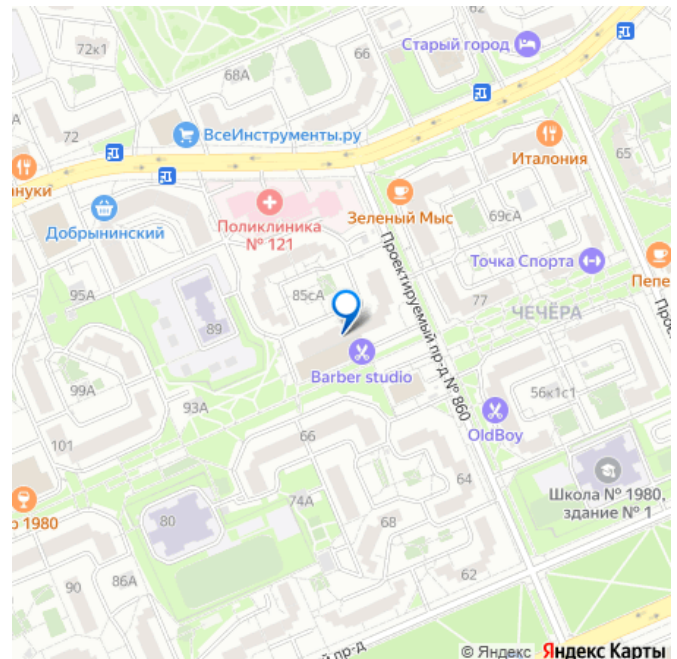 72к1
66
Старый город
68А
А
72
ВсеИнструменты.ру
Италония
65
нуки
Добрынинский
Поликлиника
№ 121
Зеленый Мыс
69сА
Проектируемый пр-д № 860
Точка Спорта
Пепе
Про
95А
85сА
89
77
ЧЕЧЁРА
Barber studio
99А
93А
56к1с1
OldBoy
101
66
64
Школа № 1980,
здание № 1
р 1980
74А
80
68
62
90
86А
й пр-д
© Яндекс Яндекс Карты